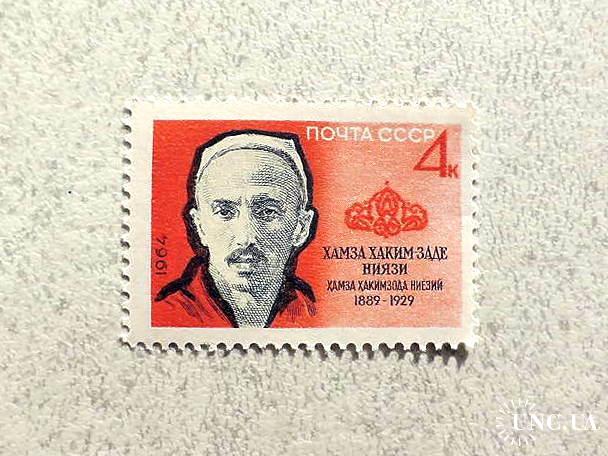 ПОЧТА СССР
4к
1964
ХАМЗА ХАКИМ-ЗАДЕ
НИЯЗИ
ҲАМЗА ҲАКИМЗОДА НИЕЗИЙ
1889-1929
UNC.UA